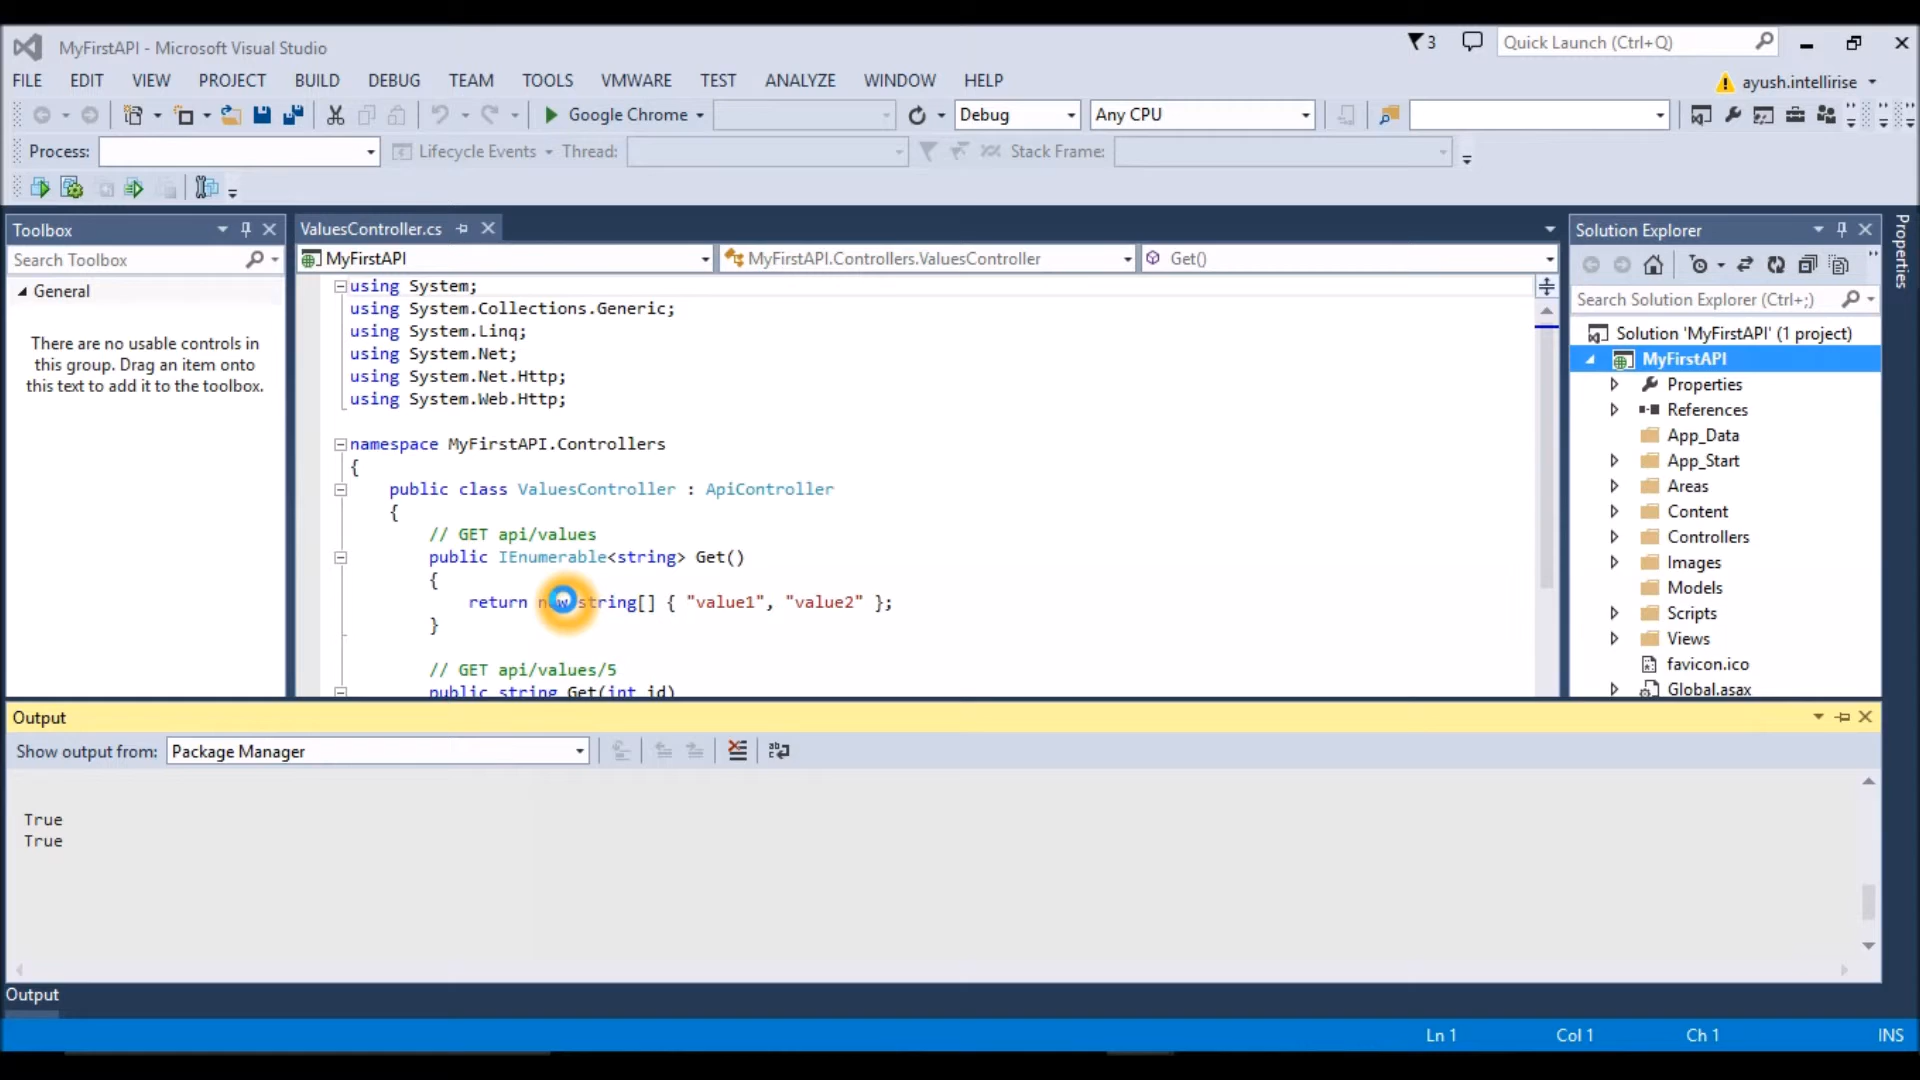 MyFirstAPI - Microsoft Visual Studio
3
Quick Launch (Ctrl+Q)
FILE EDIT VIEW PROJECT BUILD DEBUG TEAM TOOLS VMWARE TEST ANALYZE WINDOW HELP
ayush.intellirise
Google Chrome
Debug
Any CPU
Process:
Lifecycle Events
Thread:
Stack Frame:
Toolbox
Search Toolbox
General
There are no usable controls in
this group. Drag an item onto
this text to add it to the toolbox.
ValuesController.cs
MyFirstAPI
MyFirstAPI.Controllers.ValuesController
Get()
using System;
using System.Collections.Generic;
using System.Linq;
using System.Net;
using System.Net.Http;
using System.Web.Http;
namespace MyFirstAPI.Controllers
{
public class ValuesController : ApiController
{
// GET api/values
public IEnumerable<string> Get()
{
return new string[] { "value1", "value2" };
}
// GET api/values/5
public string Get(int id)
Solution Explorer
Search Solution Explorer (Ctrl+;)
Solution 'MyFirstAPI' (1 project)
MyFirstAPI
Properties
References
App_Data
App_Start
Areas
Content
Controllers
Images
Models
Scripts
Views
favicon.ico
Global.asax
Properties
Output
Show output from:
Package Manager
True
True
Output
Ln 1
Col 1
Ch 1
INS